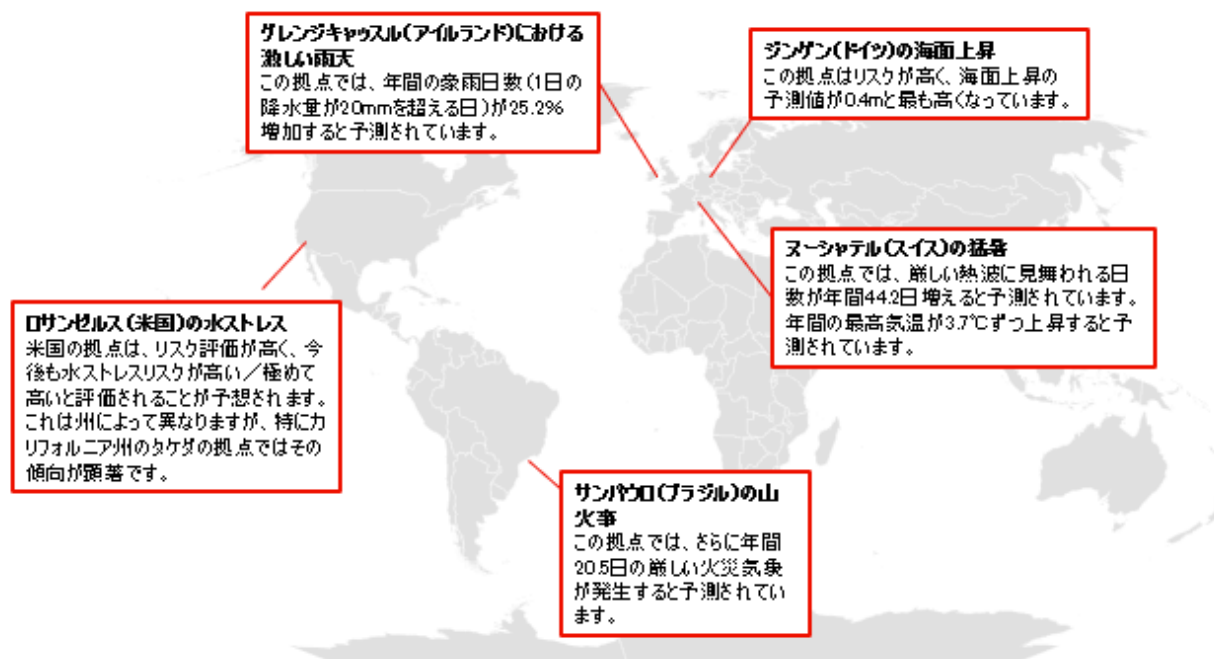 グレンジキャッスル(アイルランド)における
激しい雨天
この拠点では、年間の豪雨日数(1日の
降水量が20mmを超える日)が25.2%
増加すると予測されています。
ジンゲン(ドイツ)の海面上昇
この拠点はリスクが高く、海面上昇の
予測値が0.4mと最も高くなっています。
ヌーシャテル(スイス)の猛暑
この拠点では、厳しい熱波に見舞われる日
数が年間44.2日増えると予測されています。
年間の最高気温が3.7℃ずつ上昇すると予
測されています。
ロサンゼルス(米国)の水ストレス
米国の拠点は、リスク評価が高く、今
後も水ストレスリスクが高い/極めて
高いと評価されることが予想されます。
これは州によって異なりますが、特にカ
リフォルニア州のタケダの拠点ではその
傾向が顕著です。
サンパウロ(ブラジル)の山
火事
この拠点では、さらに年間
20.5日の厳しい火災気象
が発生すると予測されてい
ます。